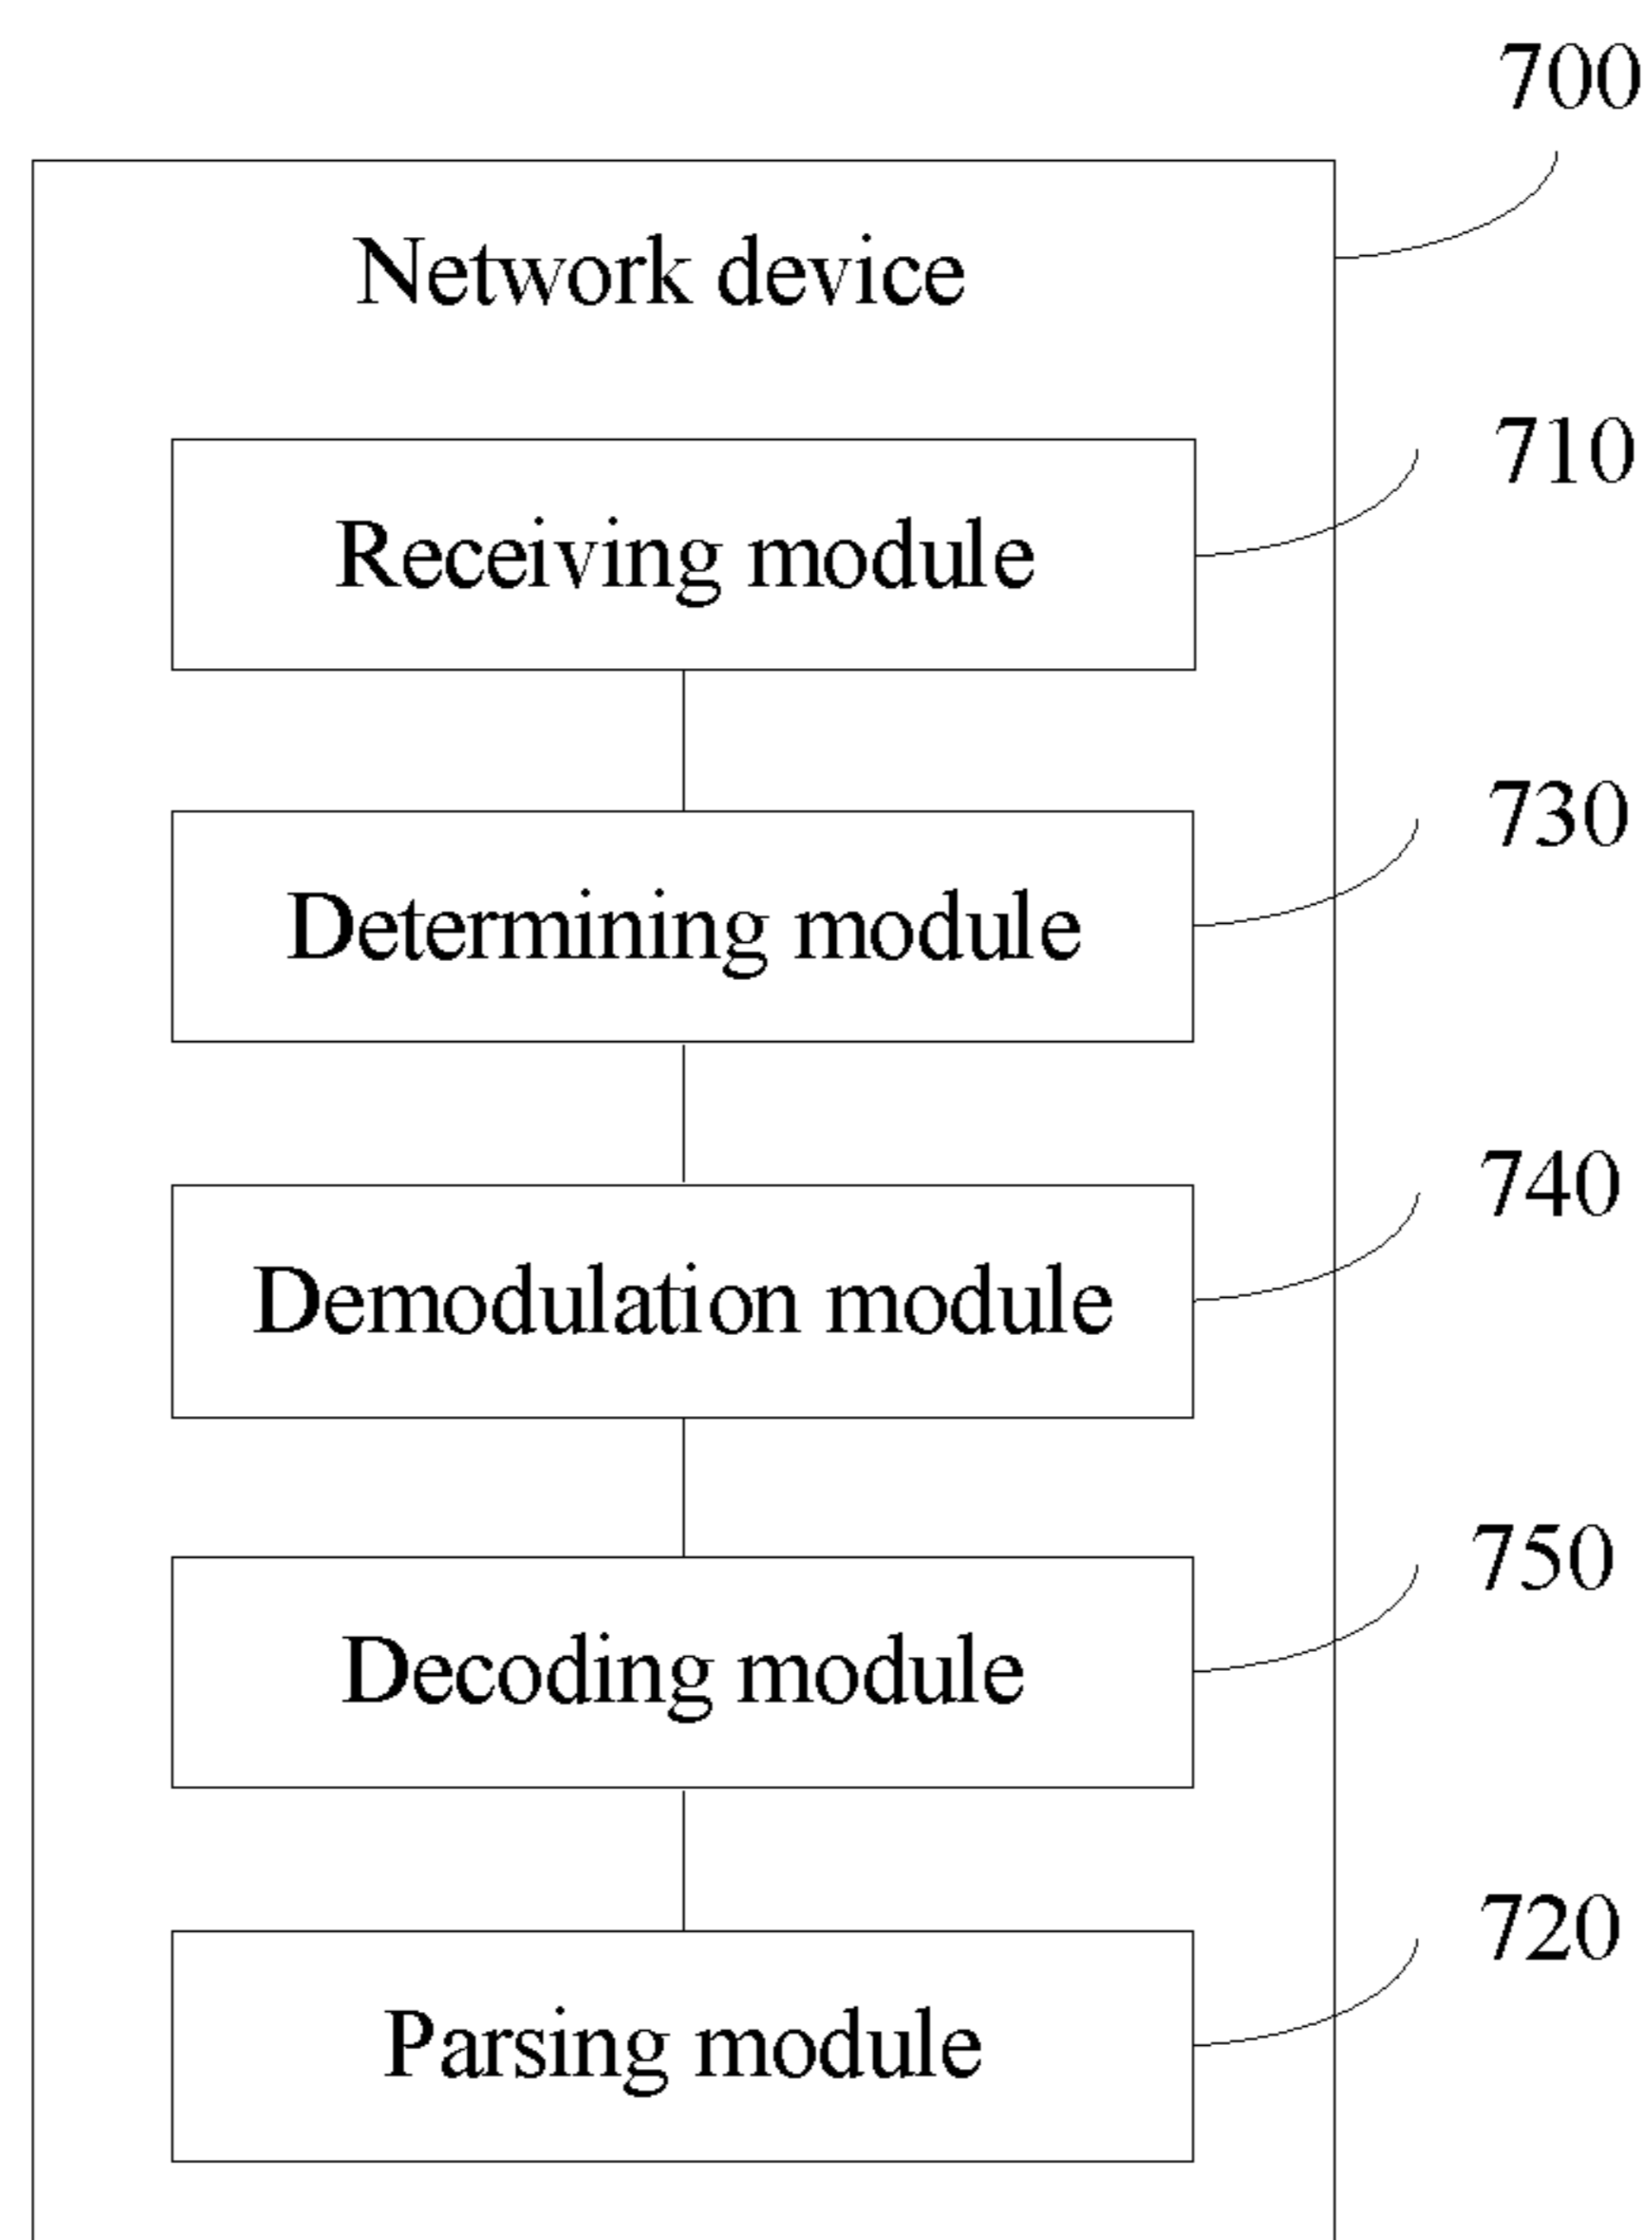 700
Network device
710
Receiving module
730
Determining module
740
Demodulation module
750
Decoding module
720
Parsing module